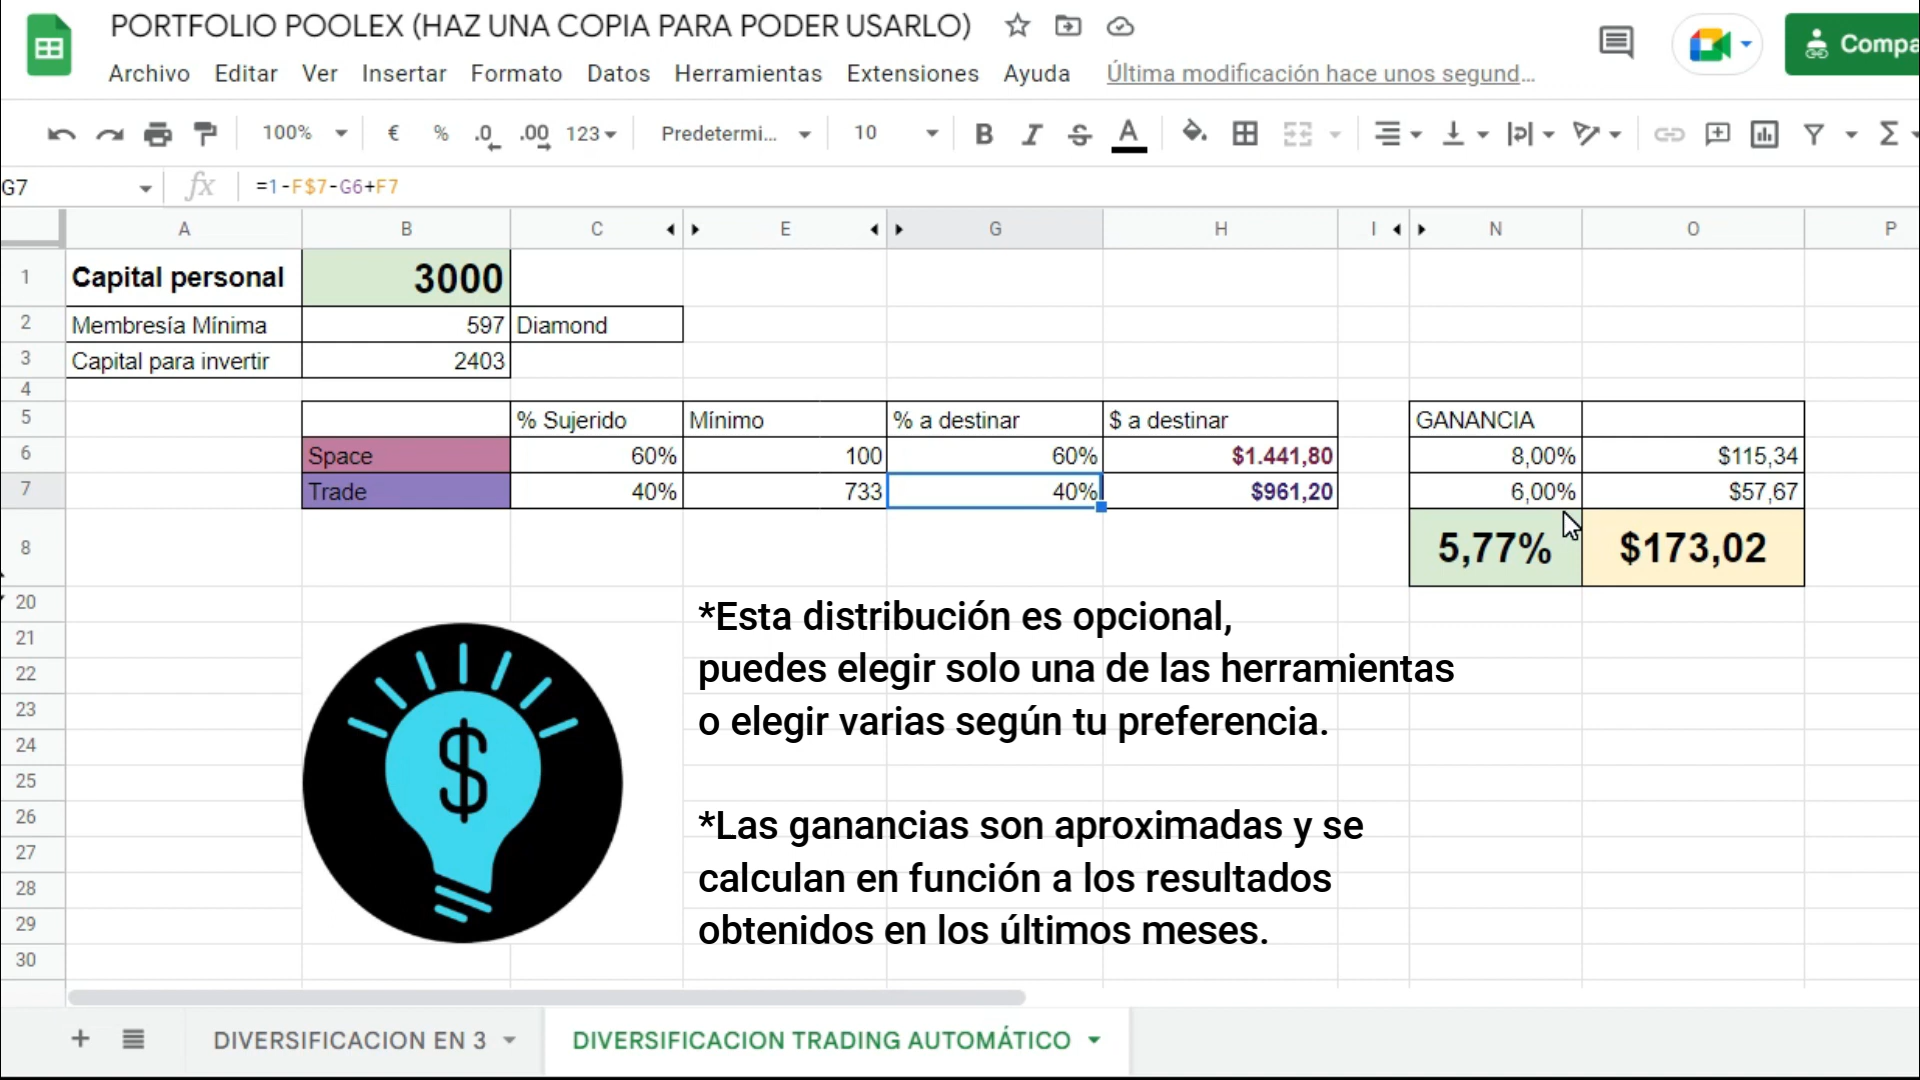 PORTFOLIO POOLEX (HAZ UNA COPIA PARA PODER USARLO)
Archivo Editar Ver Insertar Formato Datos Herramientas Extensiones Ayuda Última modificación hace unos segund...
Compa
100% € % .0 .00 123 Predetermi... 10 B I S A Σ
G7 fx =1-F$7-G6+F7
A B C E G H I N O P
1 Capital personal 3000
2 Membresía Mínima 597 Diamond
3 Capital para invertir 2403
4
5 % Sujerido Mínimo % a destinar $ a destinar GANANCIA
6 Space 60% 100 60% $1.441,80 8,00% $115,34
7 Trade 40% 733 40% $961,20 6,00% $57,67
8 5,77% $173,02
20
21
22
23
24
25
26
27
28
29
30
$
*Esta distribución es opcional,
puedes elegir solo una de las herramientas
o elegir varias según tu preferencia.
*Las ganancias son aproximadas y se
calculan en función a los resultados
obtenidos en los últimos meses.
+ DIVERSIFICACION EN 3 DIVERSIFICACION TRADING AUTOMÁTICO